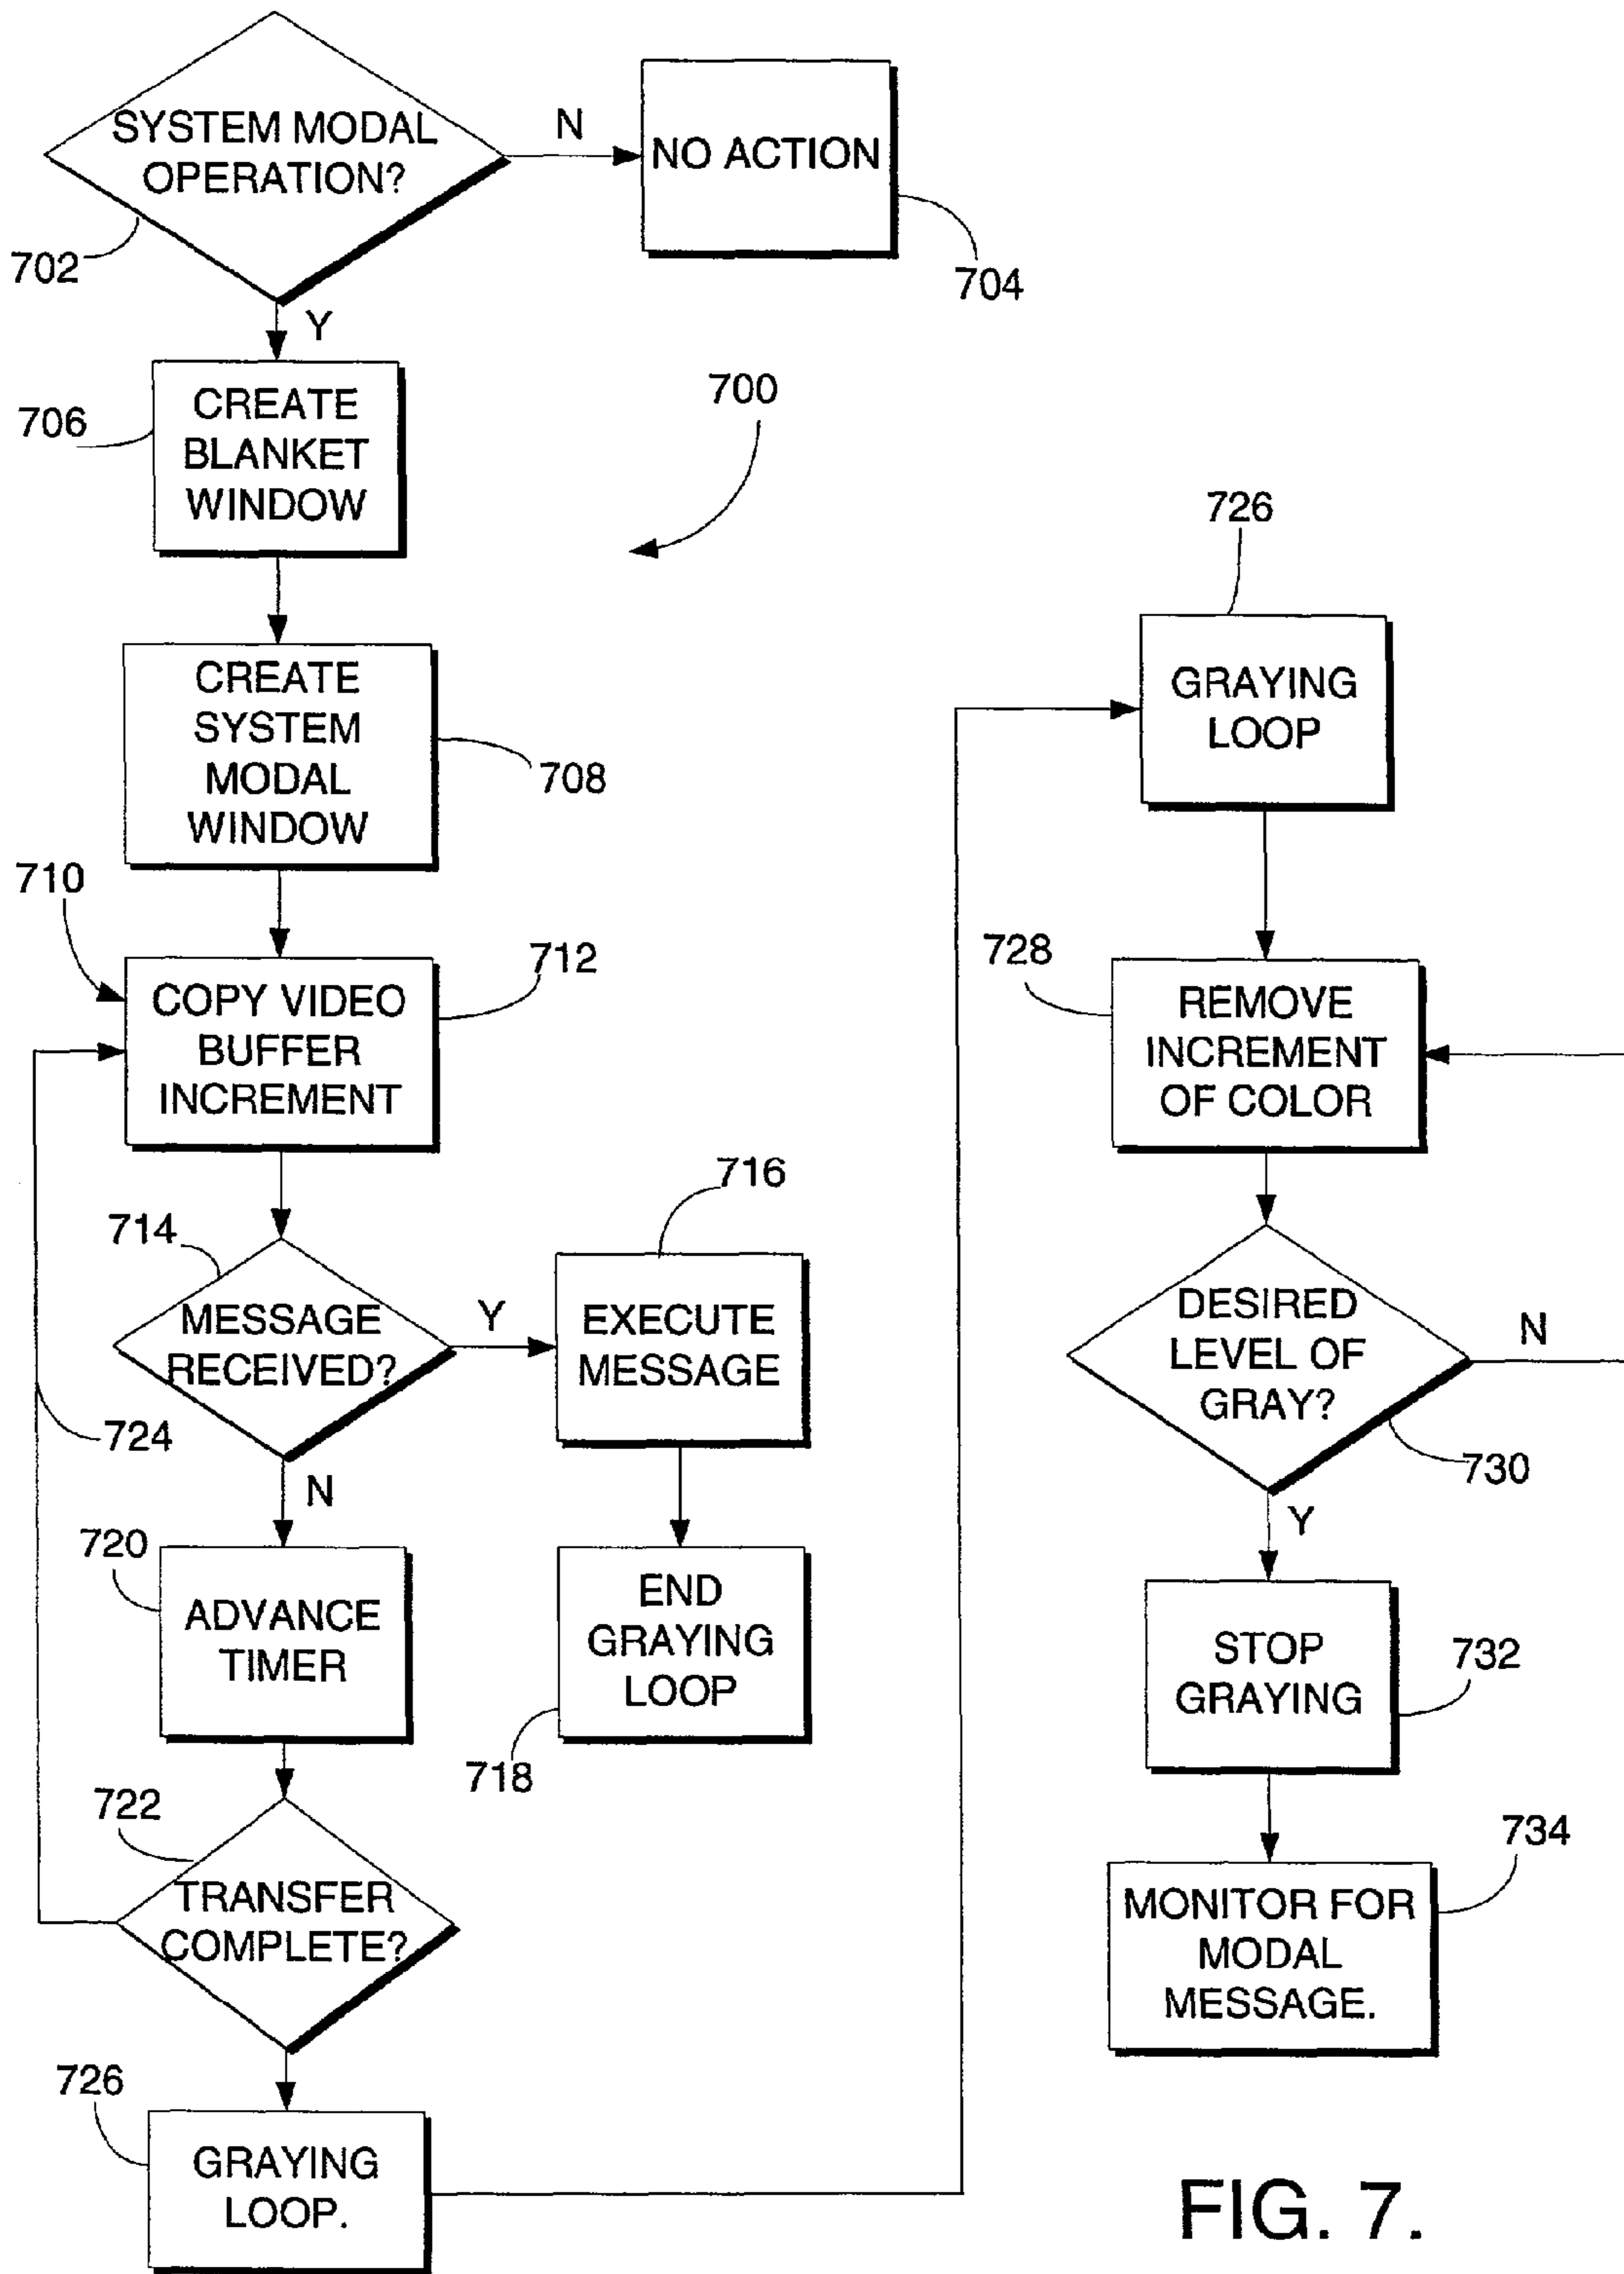 SYSTEM MODAL
OPERATION?
N
NO ACTION
702
704
Y
706
CREATE
BLANKET
WINDOW
700
CREATE
SYSTEM
MODAL
WINDOW
708
710
712
COPY VIDEO
BUFFER
INCREMENT
714
MESSAGE
RECEIVED?
Y
716
EXECUTE
MESSAGE
724
N
720
ADVANCE
TIMER
END
GRAYING
LOOP
718
722
TRANSFER
COMPLETE?
726
GRAYING
LOOP.
726
GRAYING
LOOP
728
REMOVE
INCREMENT
OF COLOR
DESIRED
LEVEL OF
GRAY?
N
730
Y
STOP
GRAYING
732
734
MONITOR FOR
MODAL
MESSAGE.
FIG. 7.